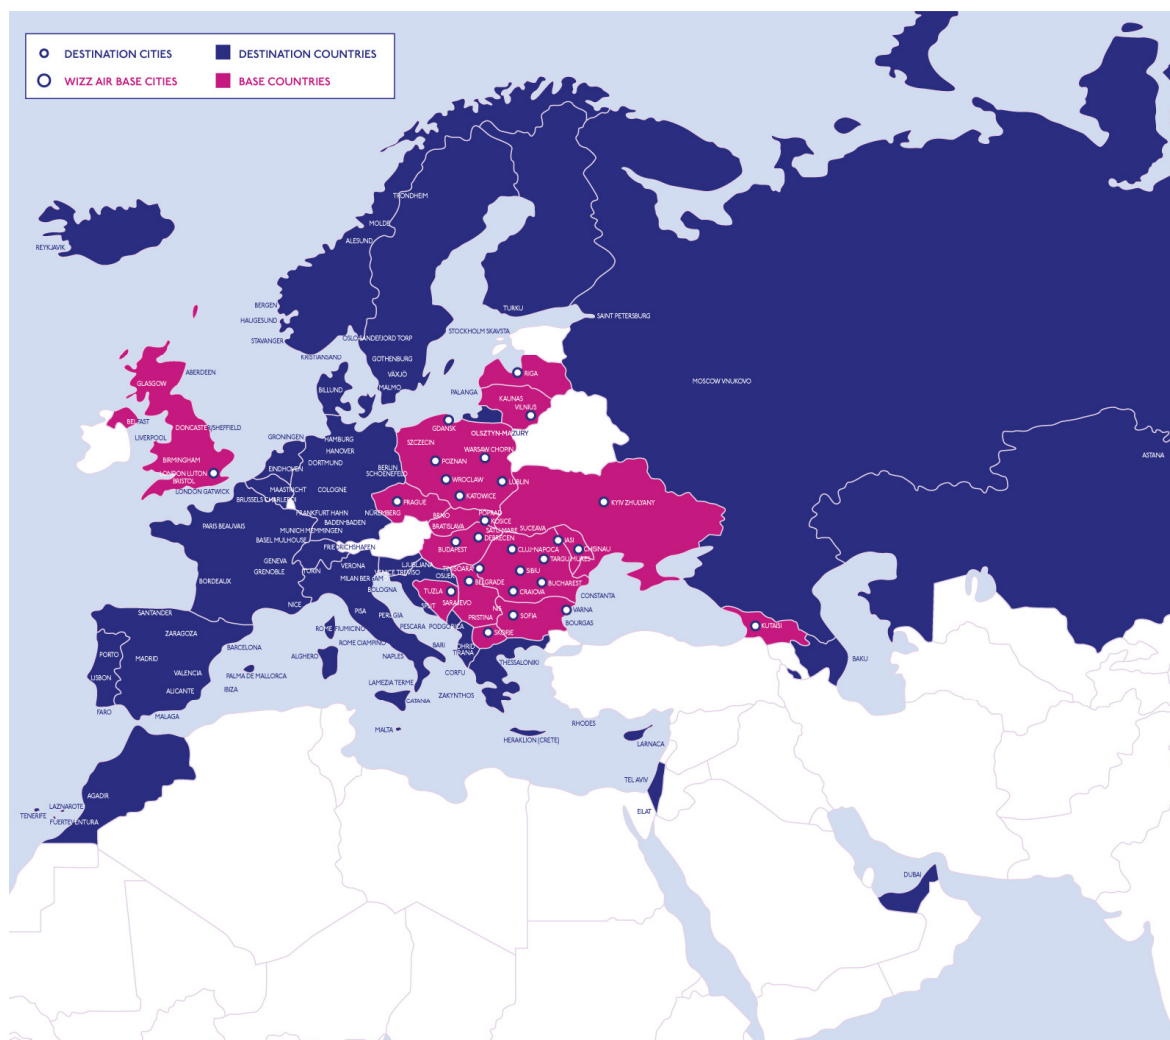 DESTINATION CITIES
DESTINATION COUNTRIES
WIZZ AIR BASE CITIES
BASE COUNTRIES
TRONDHEIM
MOLDE
ALESUND
REYKJAVIK
BERGEN
HAUGESUND
STAVANGER
TURKU
SAINT PETERSBURG
STOCKHOLM SKAVSTA
OSLO SANDEFJORD TORP
KRISTIANSAND
GOTHENBURG
VÄXJÖ
MALMO
BILLUND
ABERDEEN
GLASGOW
RIGA
MOSCOW VNUKOVO
PALANGA
KAUNAS
VILNIUS
BELFAST
DONCASTER/SHEFFIELD
LIVERPOOL
GDANSK
OLSZTYN-MAZURY
GRONINGEN
HAMBURG
HANOVER
SZCZECIN
WARSAW CHOPIN
ASTANA
BIRMINGHAM
LONDON LUTON
BRISTOL
LONDON GATWICK
EINDHOVEN
DORTMUND
BERLIN
SCHOENEFELD
POZNAN
WROCLAW
LUBLIN
MAASTRICHT
COLOGNE
BRUSSELS CHARLEROI
KATOWICE
PRAGUE
KYIV ZHULYANY
FRANKFURT HAHN
NÜREMBERG
BRNO
POPRAD
KOSICE
PARIS BEAUVAIS
BADEN-BADEN
BRATISLAVA
SATU MARE
SUCEAVA
MUNICH MEMMINGEN
BASEL MULHOUSE
DEBRECEN
IASI
FRIEDRICHSHAFEN
BUDAPEST
CLUJ-NAPOCA
CHISINAU
GENEVA
GRENOBLE
TURIN
VERONA
LJUBLJANA
VENICE TREVISO
TIMISOARA
TARGU MURES
SIBIU
BORDEAUX
MILAN BERGAM
OSIJEK
BELGRADE
BUCHAREST
BOLOGNA
TUZLA
CRAIOVA
CONSTANTA
NICE
SARAJEVO
SPLIT
NIS
VARNA
SANTANDER
PISA
PERUGIA
PRISTINA
SOFIA
BOURGAS
KUTAISI
ZARAGOZA
ROME FIUMICINO
PESCARA
PODGORICA
SKOPJE
BARCELONA
ROME CIAMPINO
BARI
OHRID
TIRANA
PORTO
MADRID
ALGHERO
NAPLES
THESSALONIKI
BAKU
VALENCIA
PALMA DE MALLORCA
CORFU
LISBON
ALICANTE
IBIZA
LAMEZIA TERME
CATANIA
ZAKYNTHOS
FARO
MALAGA
MALTA
RHODES
HERAKLION (CRETE)
LARNACA
TEL AVIV
AGADIR
LAZNAROTE
TENERIFE
FUERTEVENTURA
EILAT
DUBAI